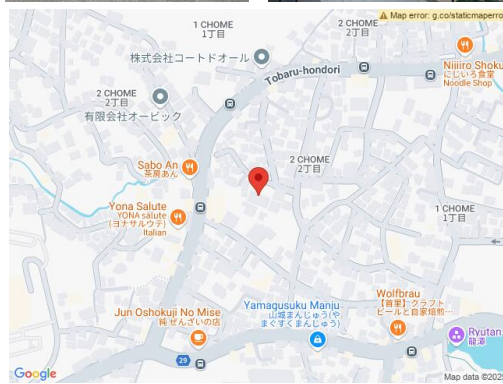 Map error: g.co/staticmaperro
1 CHOME
1丁目
2 CHOME
2丁目
株式会社コートドオール
Tobaru-hondori
Nijiiro Shoku
にじいろ食堂
Noodle Shop
2 CHOME
2丁目
有限会社オービック
Sabo An
茶房あん
2 CHOME
2丁目
Yona Salute
YONA salute
(ヨナサルウテ)
Italian
1 CHOME
1丁目
Jun Oshokuji No Mise
純 ぜんざいの店
Yamagusuku Manju
山城まんじゅう(や
まぐすくまんじゅう)
Wolfbrau
【首里】クラフト
ビールと自家焙煎…
Ryutan
龍潭
29
Google
Map data ©202